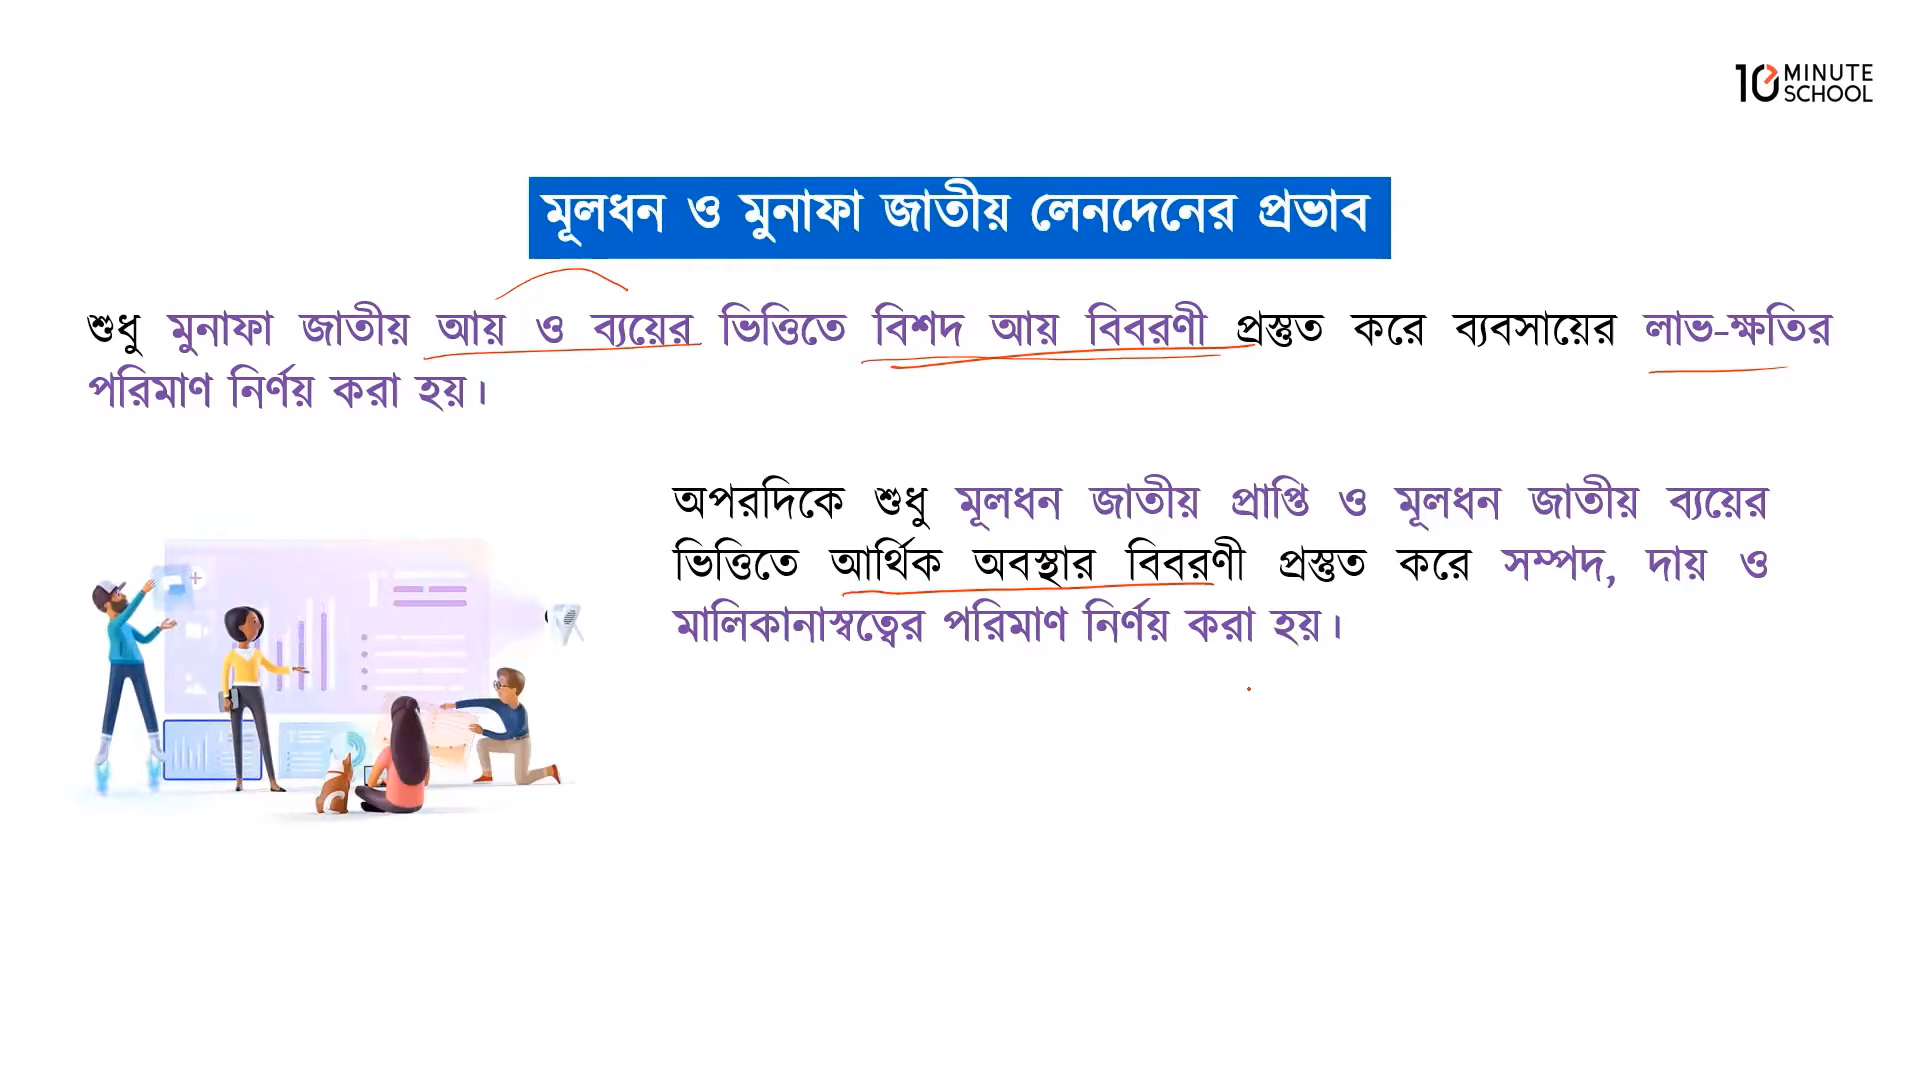 10 MINUTE
SCHOOL
মূলধন ও মুনাফা জাতীয় লেনদেনের প্রভাব
শুধু মুনাফা জাতীয় আয় ও ব্যয়ের ভিত্তিতে বিশদ আয় বিবরণী প্রস্তুত করে ব্যবসায়ের লাভ-ক্ষতির
পরিমাণ নির্ণয় করা হয়।
অপরদিকে শুধু মূলধন জাতীয় প্রাপ্তি ও মূলধন জাতীয় ব্যয়ের
ভিত্তিতে আর্থিক অবস্থার বিবরণী প্রস্তুত করে সম্পদ, দায় ও
মালিকানাস্বত্বের পরিমাণ নির্ণয় করা হয়।